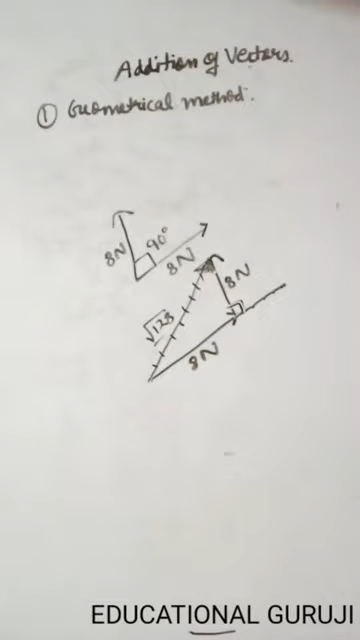 Addition of Vectors.
① Geometrical method.
8N
90°
8N
8N
√128
8N
EDUCATIONAL GURUJI